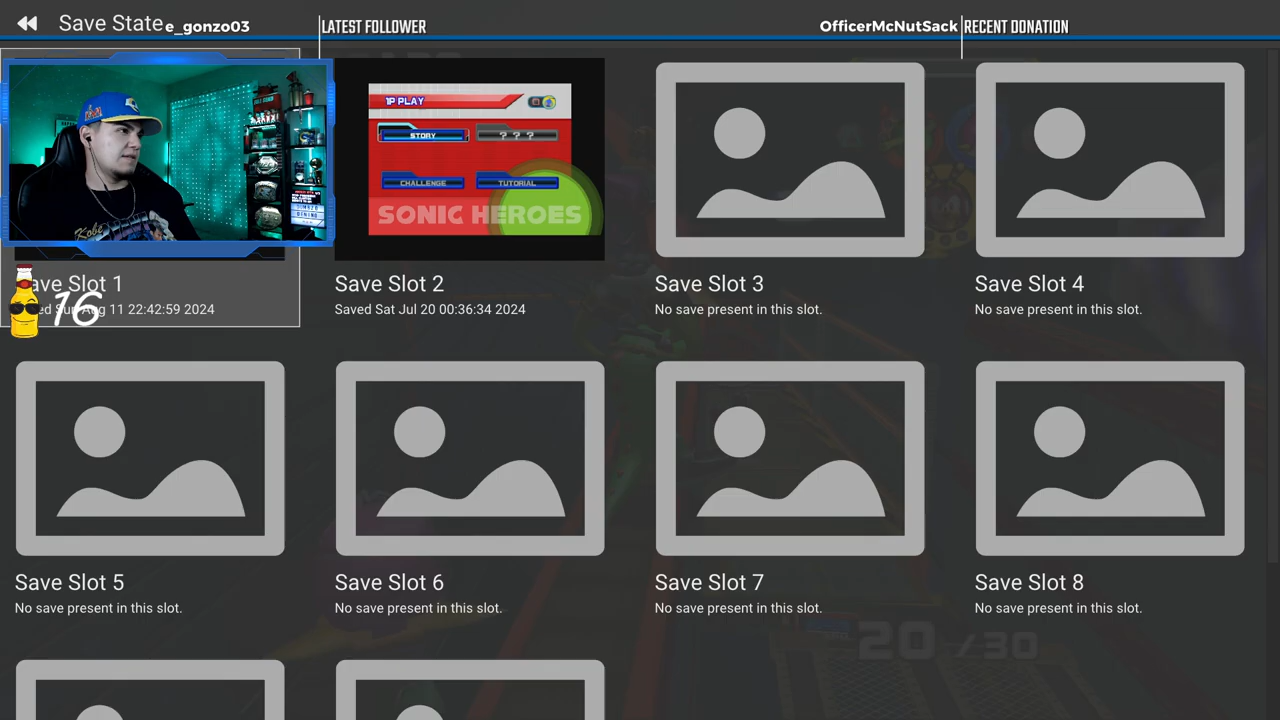 Save State
e_gonzo03
LATEST FOLLOWER
OfficerMcNutSack
RECENT DONATION
1P PLAY
STORY
? ? ?
CHALLENGE
TUTORIAL
SONIC HEROES
Kobe
ave Slot 1
Aug 11 22:42:59 2024
16
Save Slot 2
Saved Sat Jul 20 00:36:34 2024
Save Slot 3
No save present in this slot.
Save Slot 4
No save present in this slot.
Save Slot 5
No save present in this slot.
Save Slot 6
No save present in this slot.
Save Slot 7
No save present in this slot.
Save Slot 8
No save present in this slot.
20 / 30